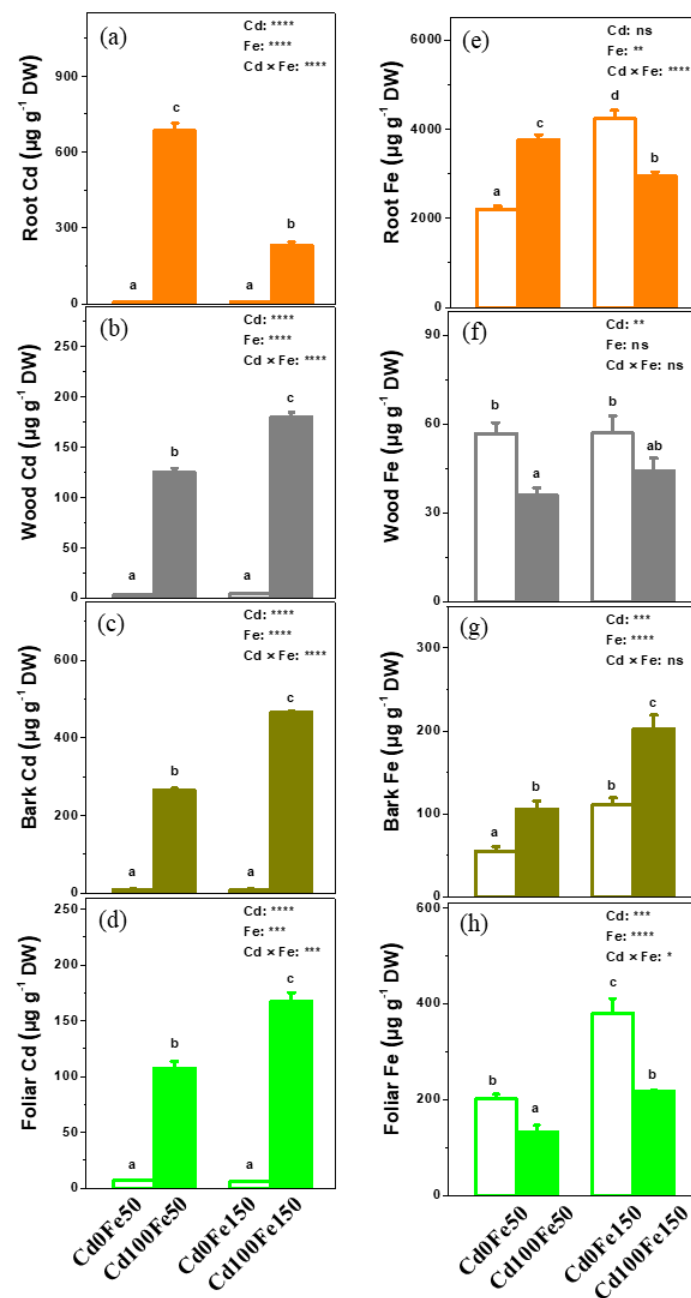 (a)
Cd: ****
Fe: ****
Cd × Fe: ****
Root Cd (µg g-1 DW)
900
600
300
0
a
c
a
b
(e)
Cd: ns
Fe: **
Cd × Fe: ****
Root Fe (µg g-1 DW)
6000
4000
2000
0
a
c
d
b
(b)
Cd: ****
Fe: ****
Cd × Fe: ****
Wood Cd (µg g-1 DW)
250
200
150
100
50
0
a
b
a
c
(f)
Cd: **
Fe: ns
Cd × Fe: ns
Wood Fe (µg g-1 DW)
90
60
30
0
b
a
b
ab
(c)
Cd: ****
Fe: ****
Cd × Fe: ****
Bark Cd (µg g-1 DW)
600
400
200
0
a
b
a
c
(g)
Cd: ***
Fe: ****
Cd × Fe: ns
Bark Fe (µg g-1 DW)
300
200
100
0
a
b
b
c
(d)
Cd: ****
Fe: ***
Cd × Fe: ***
Foliar Cd (µg g-1 DW)
250
200
150
100
50
0
a
b
a
c
Cd0Fe50
Cd100Fe50
Cd0Fe150
Cd100Fe150
(h)
Cd: ***
Fe: ****
Cd × Fe: *
Foliar Fe (µg g-1 DW)
600
400
200
0
b
a
c
b
Cd0Fe50
Cd100Fe50
Cd0Fe150
Cd100Fe150